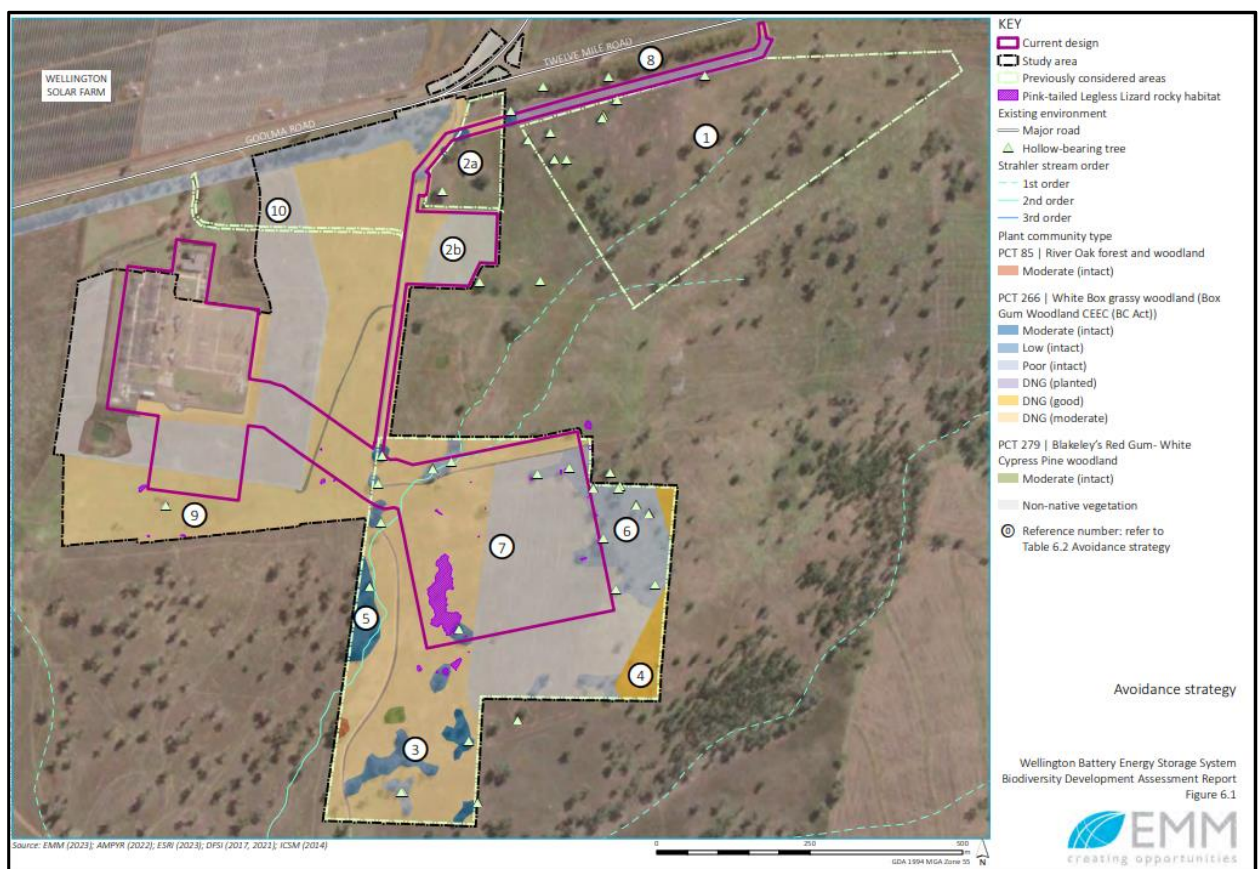 WELLINGTON
SOLAR FARM
GOOLMA ROAD
TWELVE MILE ROAD
8
1
2a
2b
10
9
7
6
5
4
3
KEY
Current design
Study area
Previously considered areas
Pink-tailed Legless Lizard rocky habitat
Existing environment
Major road
Hollow-bearing tree
Strahler stream order
1st order
2nd order
3rd order
Plant community type
PCT 85 | River Oak forest and woodland
Moderate (intact)
PCT 266 | White Box grassy woodland (Box
Gum Woodland CEEC (BC Act))
Moderate (intact)
Low (intact)
Poor (intact)
DNG (planted)
DNG (good)
DNG (moderate)
PCT 279 | Blakeley's Red Gum- White
Cypress Pine woodland
Moderate (intact)
Non-native vegetation
0 Reference number: refer to
Table 6.2 Avoidance strategy
Avoidance strategy
Wellington Battery Energy Storage System
Biodiversity Development Assessment Report
Figure 6.1
EMM
creating opportunities
Source: EMM (2023); AMPYR (2022); ESRI (2023); DFSI (2017, 2021); ICSM (2014)
0 250 500
m
GDA 1994 MGA Zone 55
N